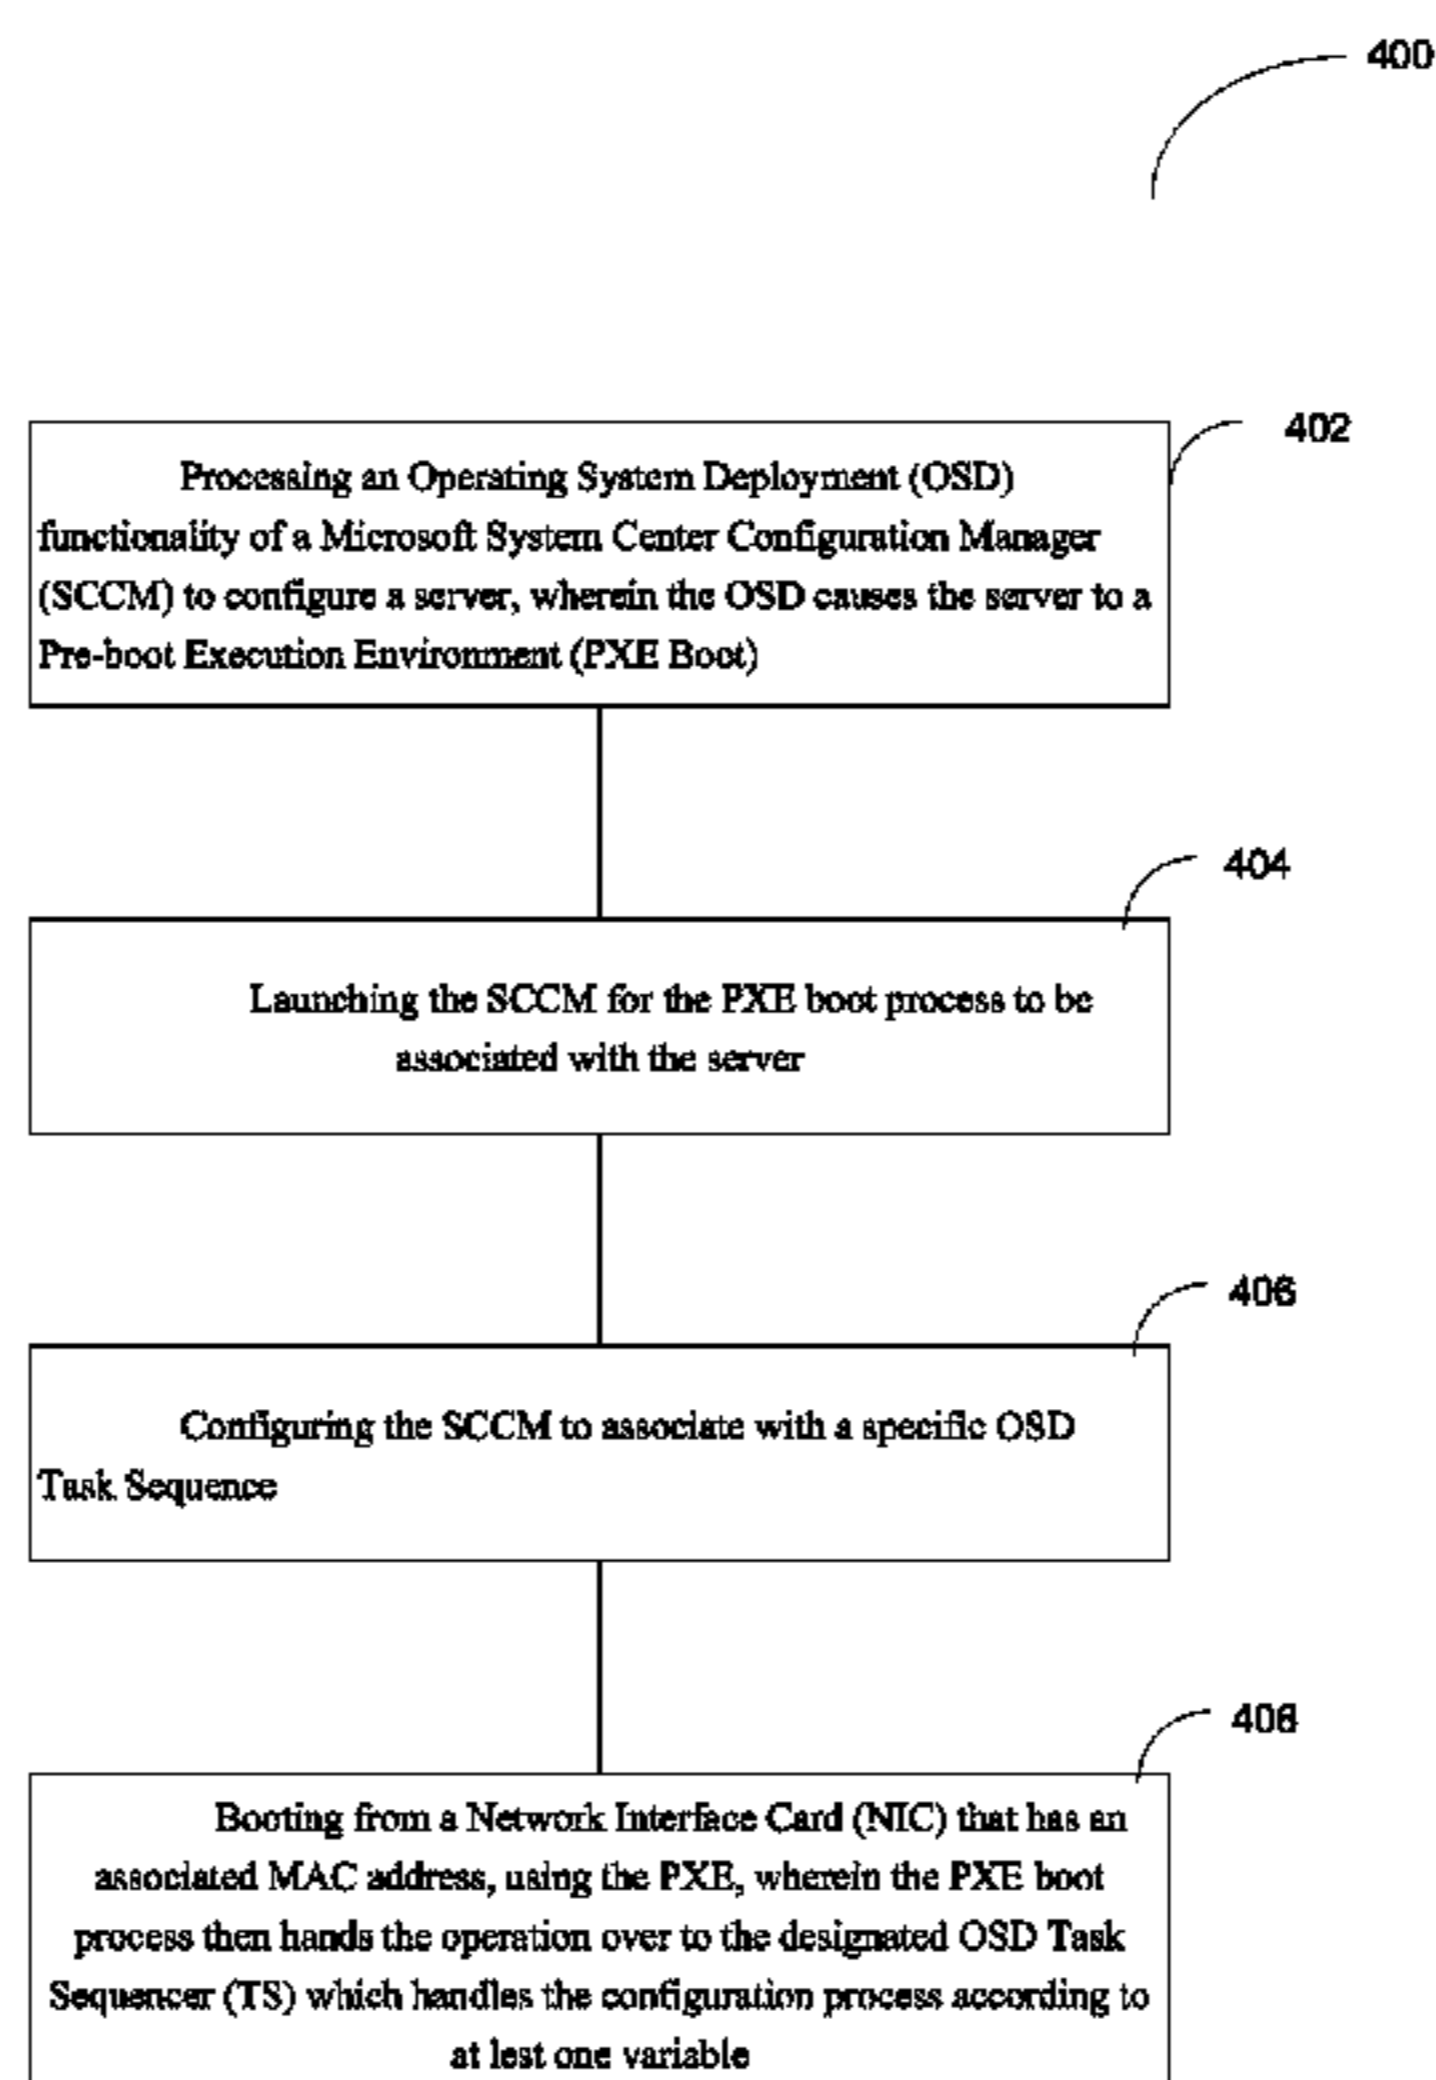 400
402
Processing an Operating System Deployment (OSD)
functionality of a Microsoft System Center Configuration Manager
(SCCM) to configure a server, wherein the OSD causes the server to a
Pre-boot Execution Environment (PXE Boot)
404
Launching the SCCM for the PXE boot process to be
associated with the server
406
Configuring the SCCM to associate with a specific OSD
Task Sequence
408
Booting from a Network Interface Card (NIC) that has an
associated MAC address, using the PXE, wherein the PXE boot
process then hands the operation over to the designated OSD Task
Sequencer (TS) which handles the configuration process according to
at lest one variable